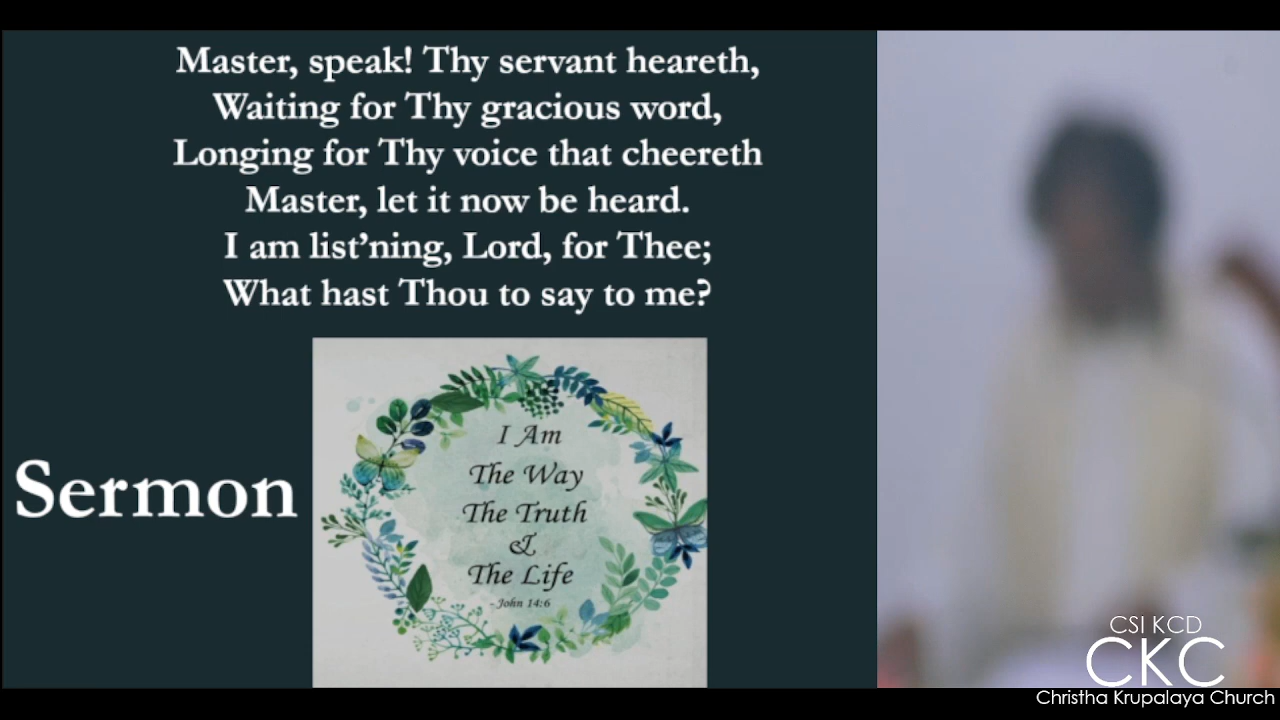 Master, speak! Thy servant heareth,
Waiting for Thy gracious word,
Longing for Thy voice that cheereth
Master, let it now be heard.
I am list’ning, Lord, for Thee;
What hast Thou to say to me?
Sermon
I Am
The Way
The Truth
&
The Life
- John 14:6
CSI KCD
CKC
Christha Krupalaya Church